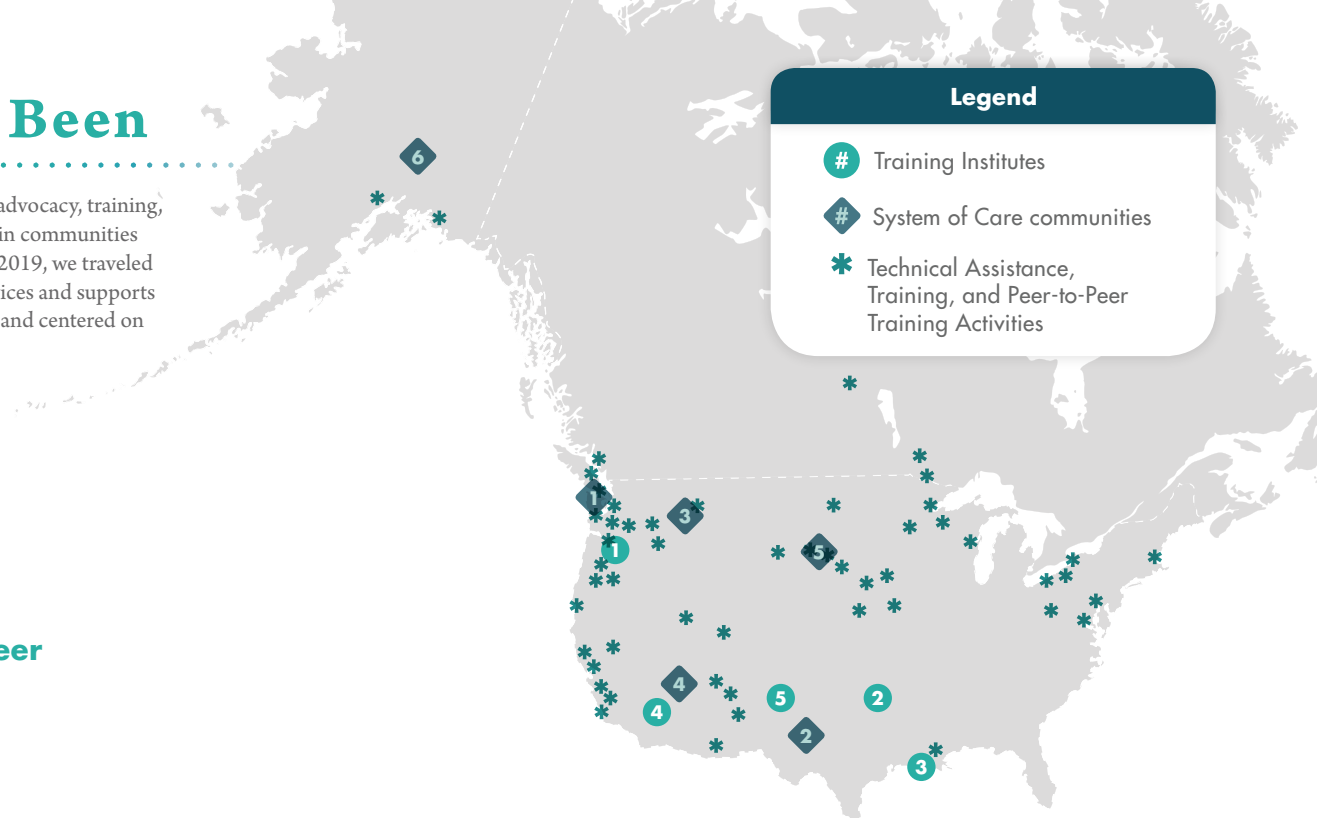 Been
advocacy, training,
in communities
2019, we traveled
ices and supports
and centered on
eer
Legend
# Training Institutes
# System of Care communities
* Technical Assistance,
Training, and Peer-to-Peer
Training Activities
6
1
3
1
5
4
4
5
2
2
3